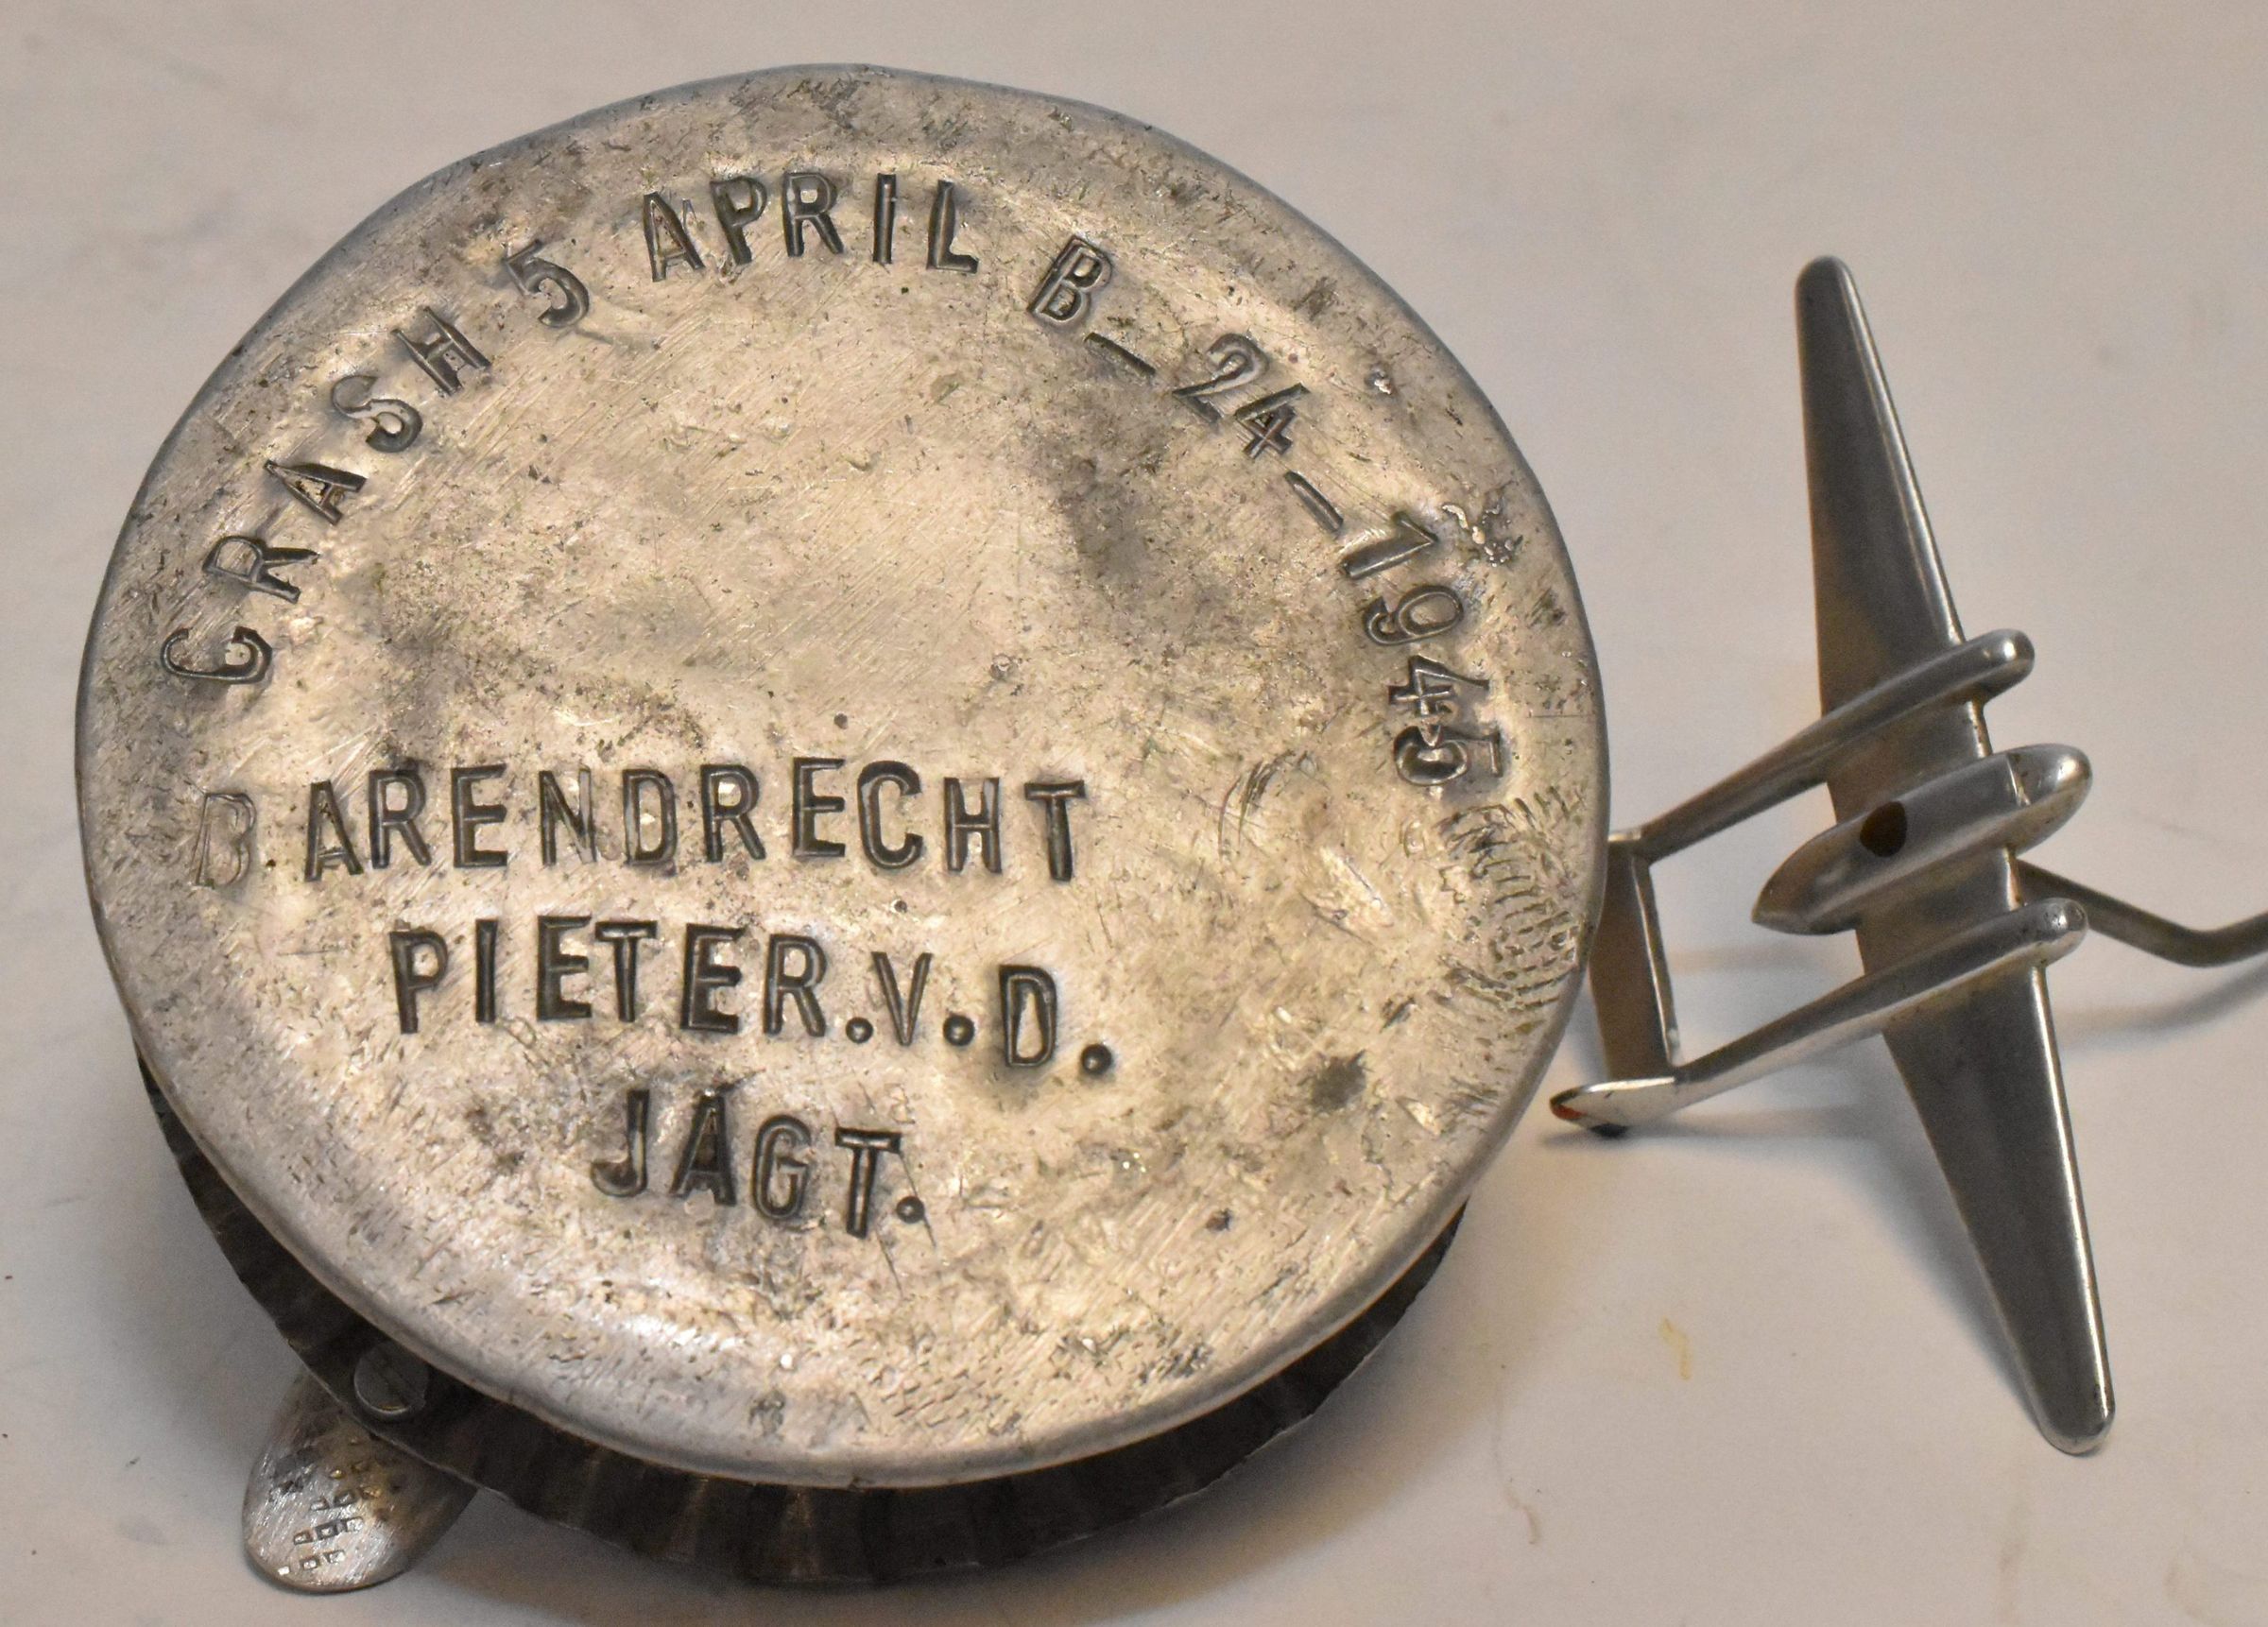 CRASH 5 APRIL B-24-1945
BARENDRECHT
PIETER.V.D.
JAGT.